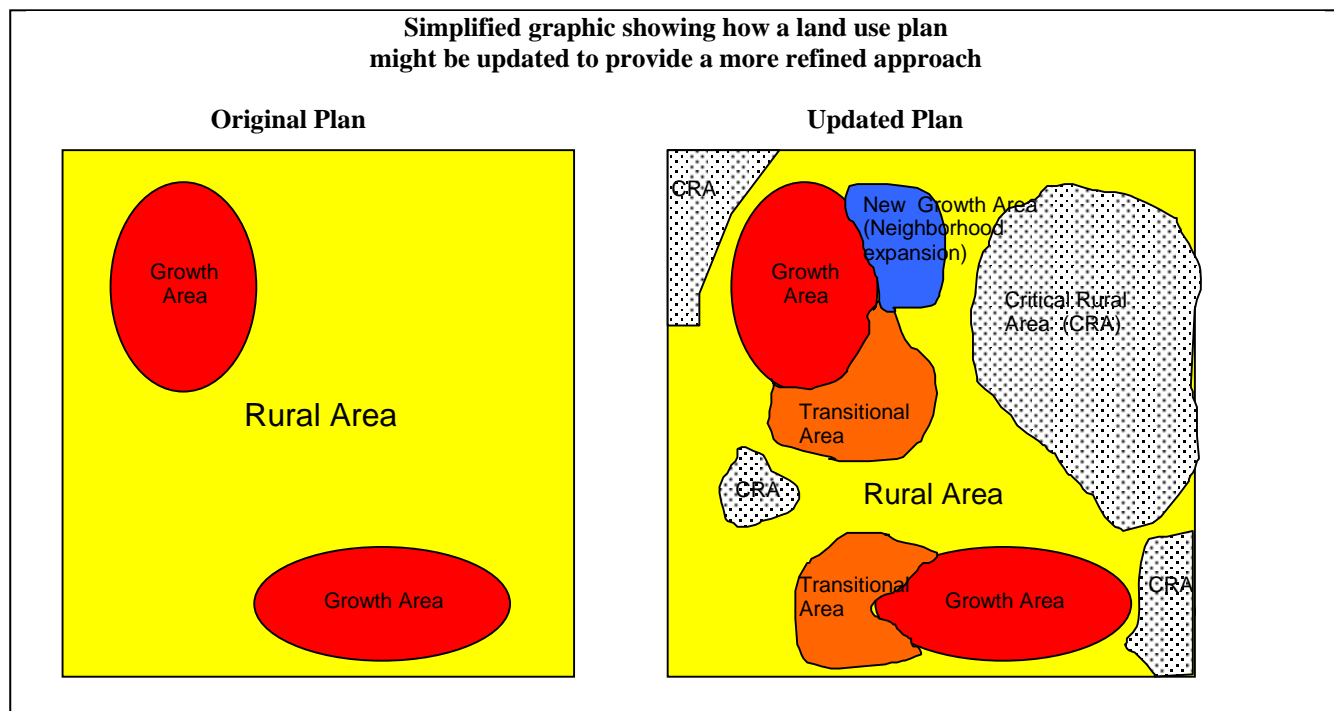 Simplified graphic showing how a land use plan
might be updated to provide a more refined approach
Original Plan
Growth
Area
Rural Area
Growth Area
Updated Plan
CRA
New Growth Area
(Neighborhood
expansion)
Growth
Area
Critical Rural
Area (CRA)
Transitional
Area
CRA
Rural Area
Transitional
Area
Growth Area
CRA